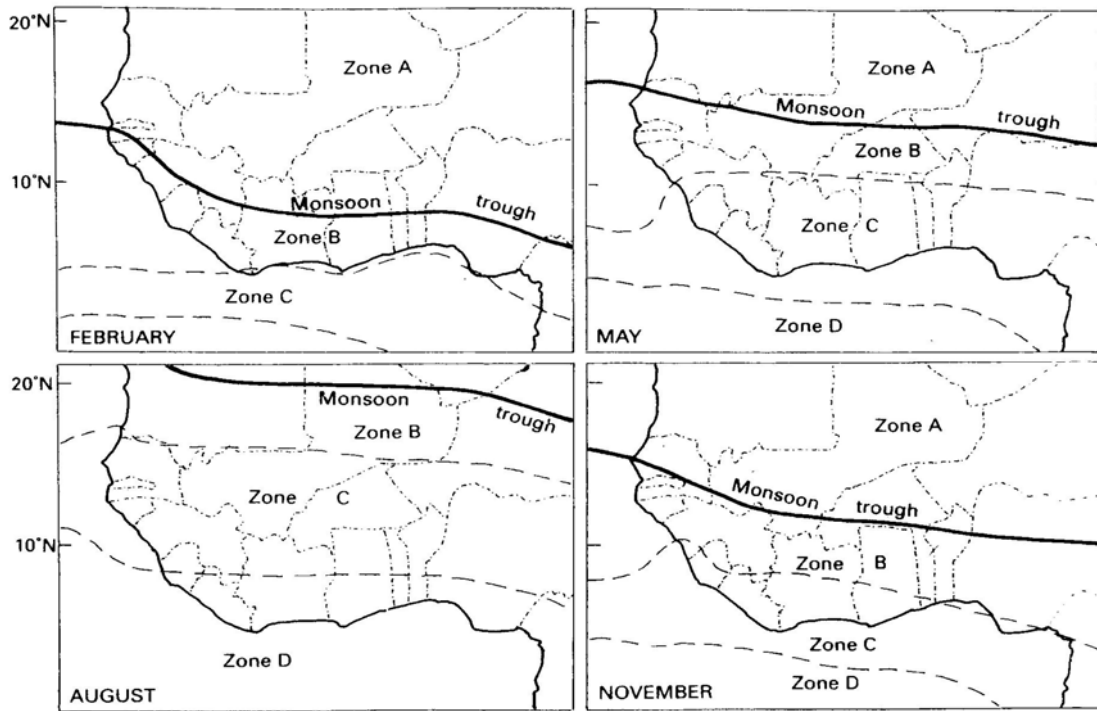 20°N
10°N
Zone A
Monsoon
trough
Zone B
Zone C
FEBRUARY
Zone A
Monsoon
trough
Zone B
Zone C
Zone D
MAY
20°N
10°N
Monsoon
trough
Zone B
Zone C
Zone D
AUGUST
Zone A
Monsoon
trough
Zone B
Zone C
Zone D
NOVEMBER